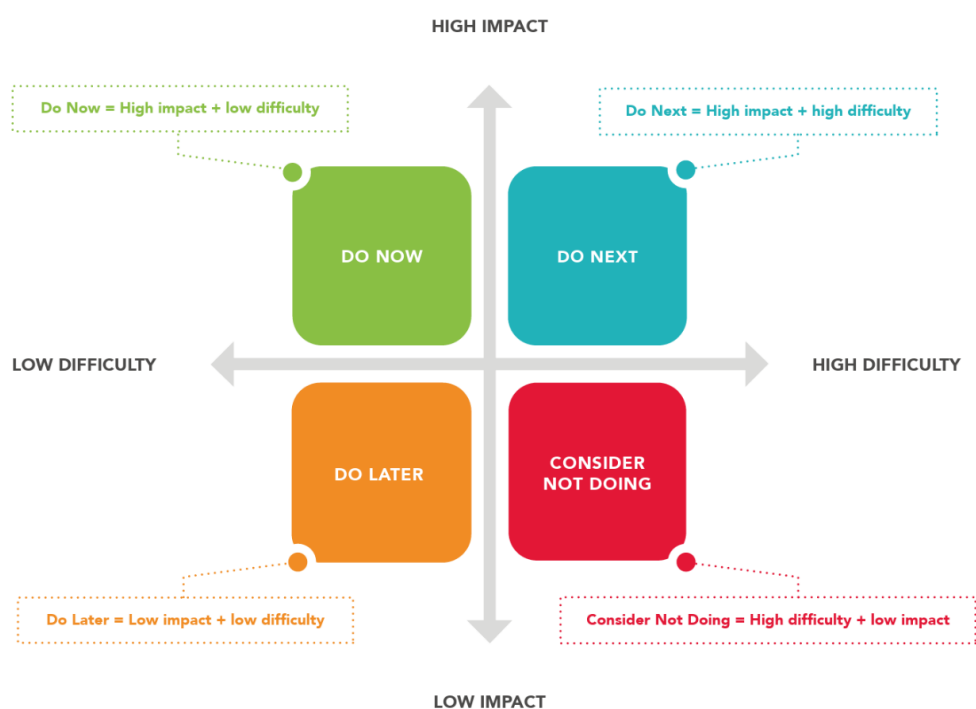 HIGH IMPACT
Do Now = High impact + low difficulty
Do Next = High impact + high difficulty
DO NOW
DO NEXT
LOW DIFFICULTY
HIGH DIFFICULTY
DO LATER
CONSIDER
NOT DOING
Do Later = Low impact + low difficulty
Consider Not Doing = High difficulty + low impact
LOW IMPACT